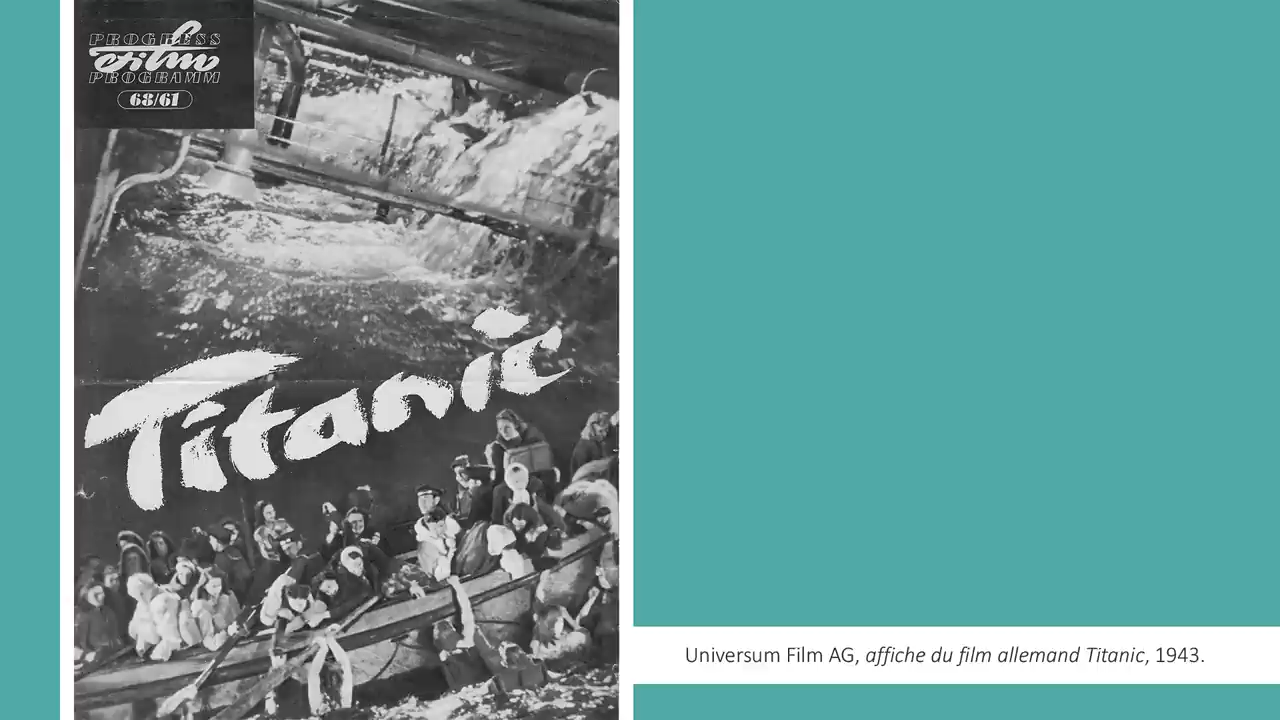 PROGRESS
Film
PROGRAMM
68/61
Titanic
Universum Film AG, affiche du film allemand Titanic, 1943.